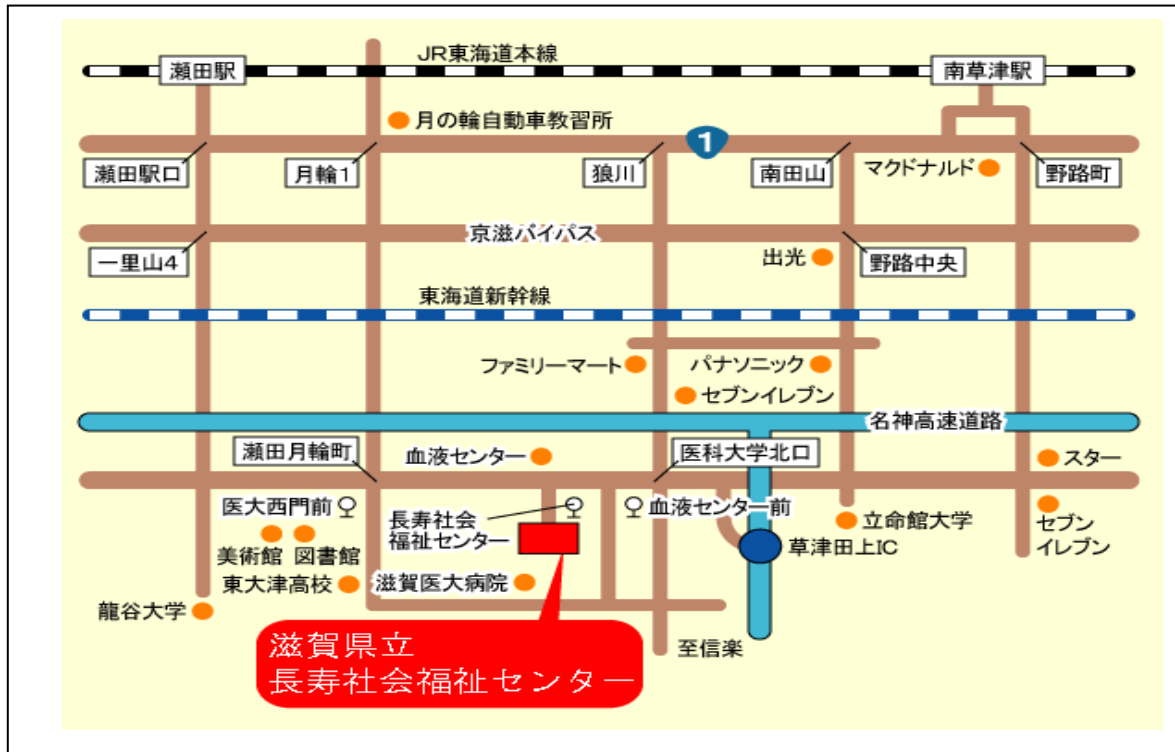 JR東海道本線
瀬田駅
南草津駅
月の輪自動車教習所
1
瀬田駅口
月輪1
狼川
南田山
マクドナルド
野路町
京滋バイパス
一里山4
出光
野路中央
東海道新幹線
ファミリーマート
パナソニック
セブンイレブン
名神高速道路
瀬田月輪町
血液センター
医科大学北口
スター
医大西門前
長寿社会
福祉センター
血液センター前
立命館大学
セブン
イレブン
美術館
図書館
草津田上IC
東大津高校
滋賀医大病院
龍谷大学
至信楽
滋賀県立
長寿社会福祉センター